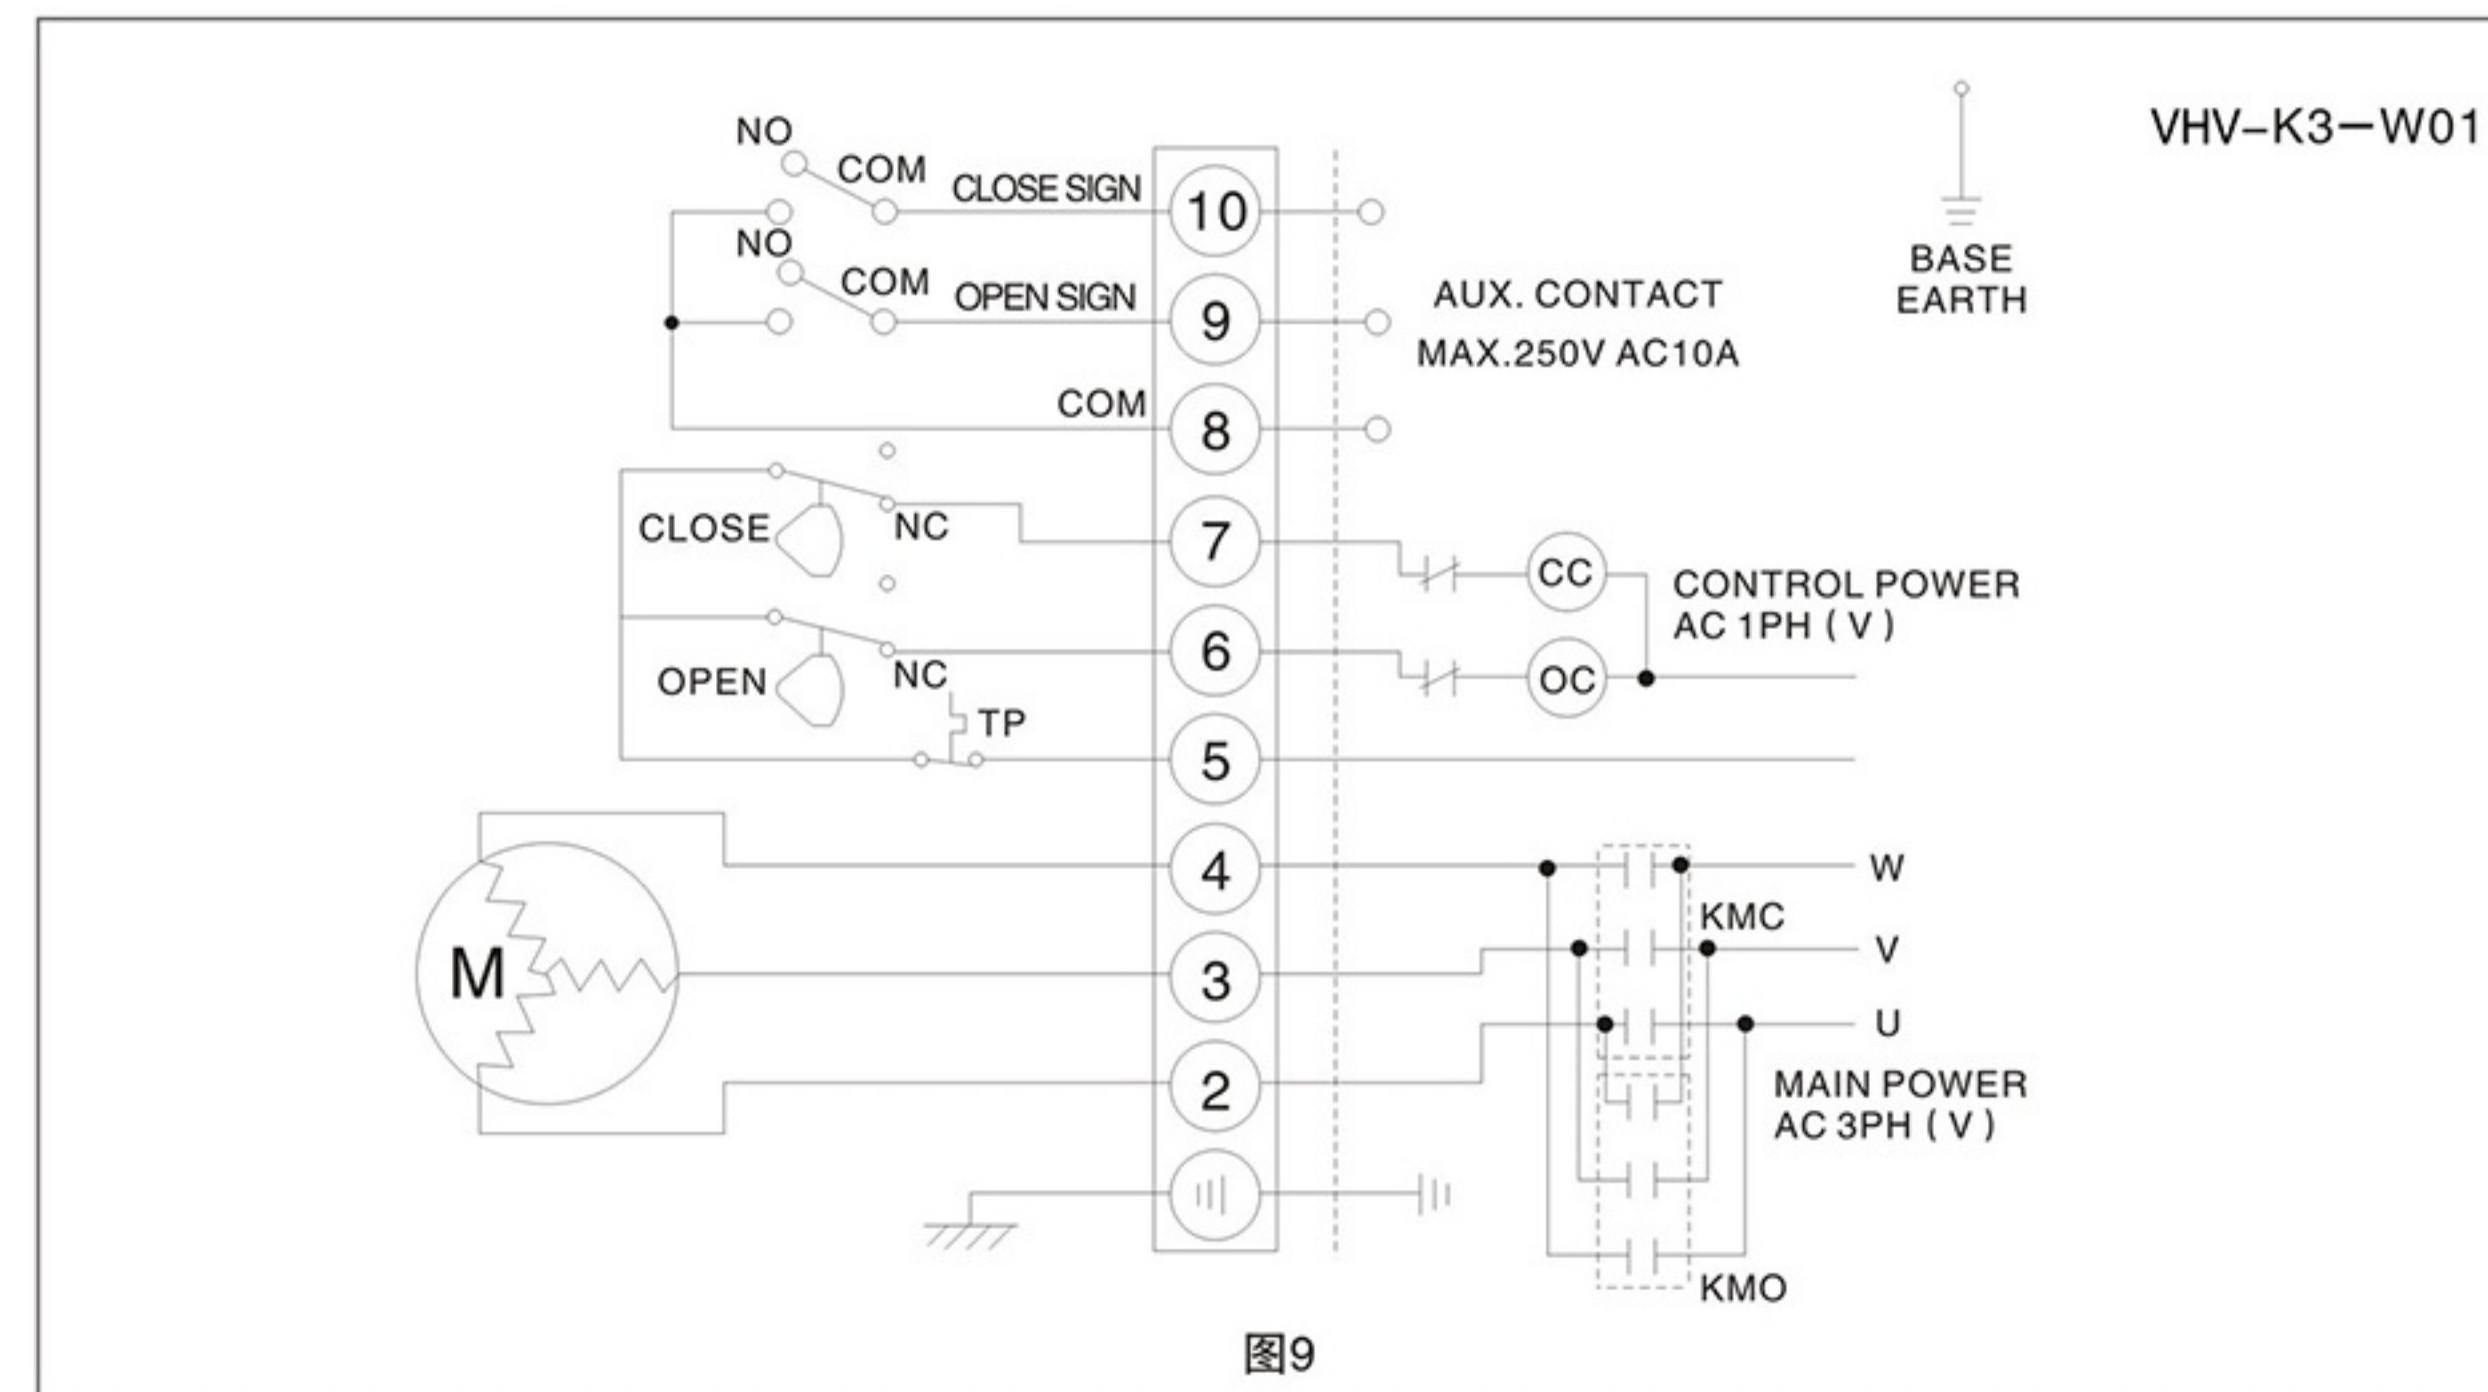 VHV-K3-W01
NO
COM
CLOSE SIGN
10
NO
COM
OPEN SIGN
9
AUX. CONTACT
MAX.250V AC10A
BASE
EARTH
COM
8
CLOSE
NC
7
CC
CONTROL POWER
AC 1PH ( V )
OPEN
NC
6
OC
TP
5
4
W
KMC
M
3
V
U
2
MAIN POWER
AC 3PH ( V )
KMO
图9